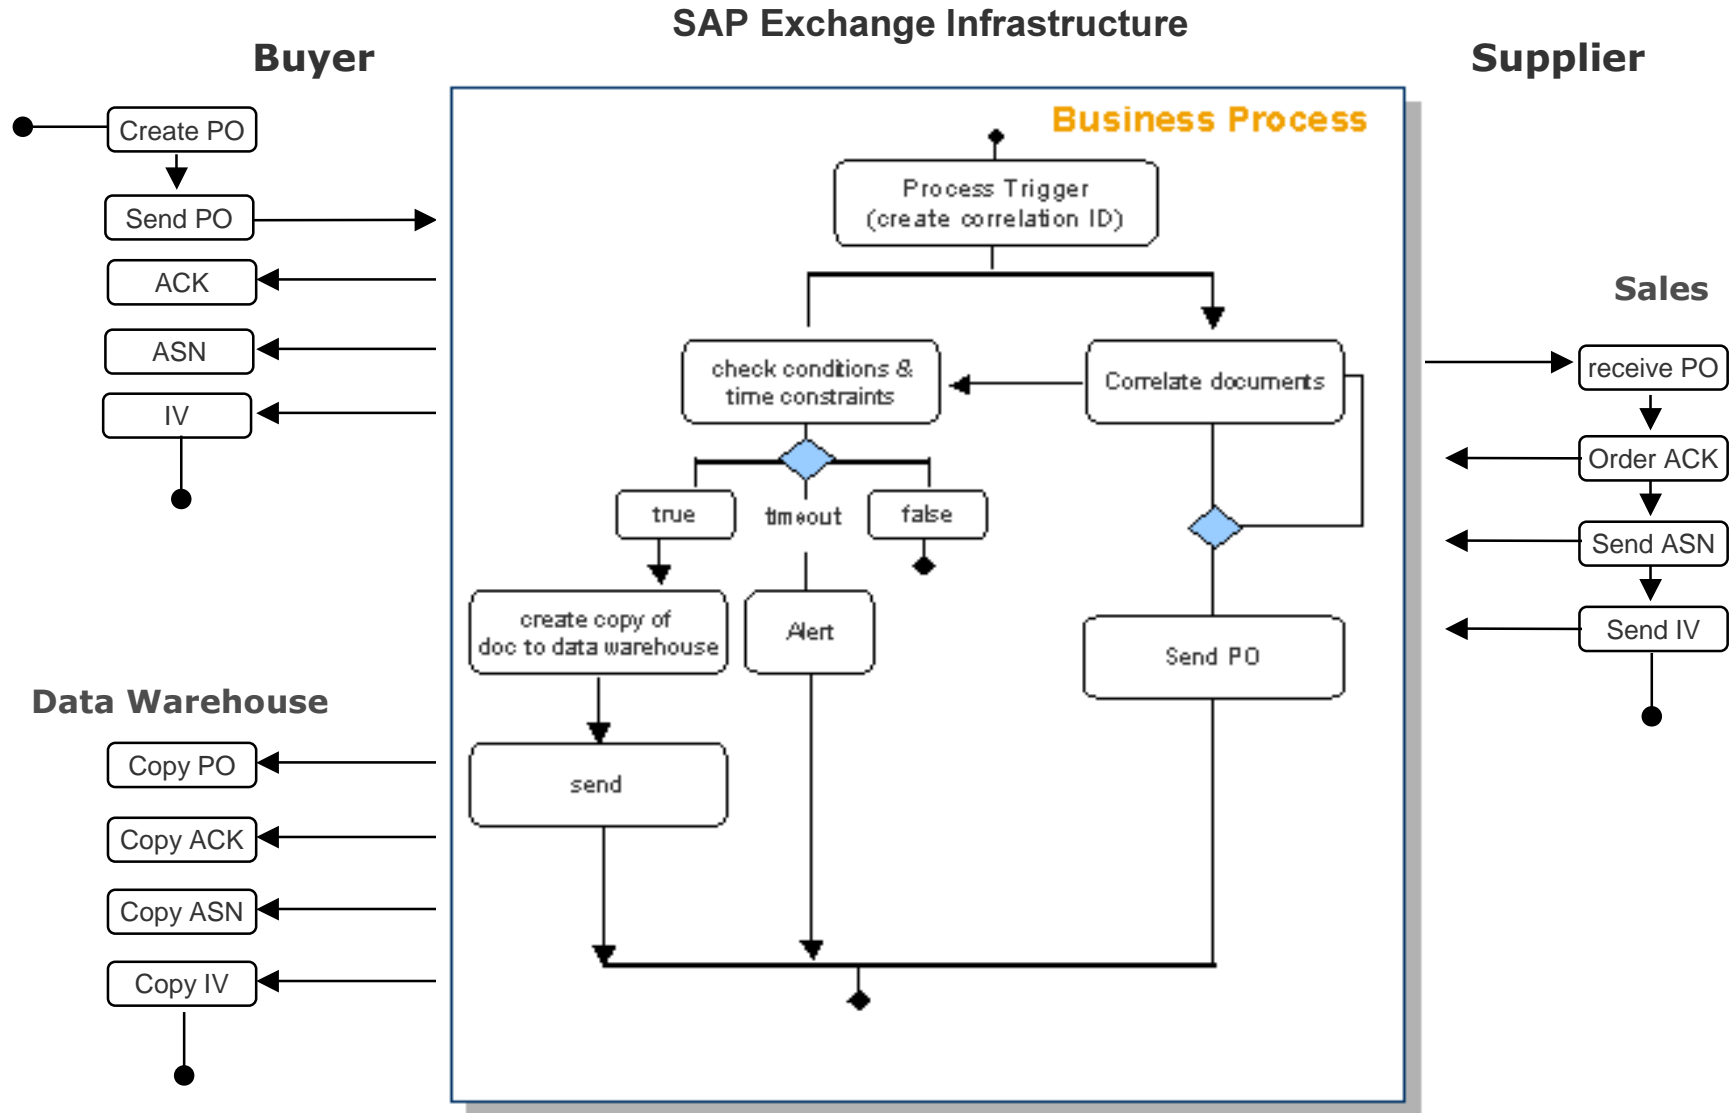 SAP Exchange Infrastructure
Buyer
Supplier
Business Process
Create PO
Send PO
ACK
ASN
IV
Process Trigger
(create correlation ID)
check conditions &
time constraints
Correlate documents
true
timeout
false
create copy of
doc to data warehouse
Alert
Send PO
send
Sales
receive PO
Order ACK
Send ASN
Send IV
Data Warehouse
Copy PO
Copy ACK
Copy ASN
Copy IV